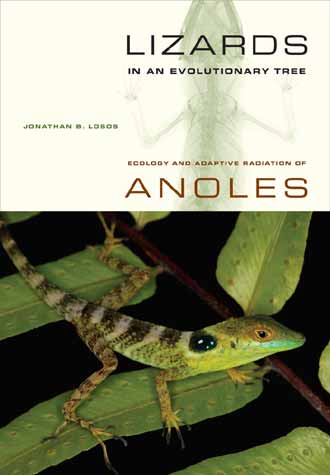 LIZARDS
IN AN EVOLUTIONARY TREE
JONATHAN B. LOSOS
ECOLOGY AND ADAPTIVE RADIATION OF
ANOLES